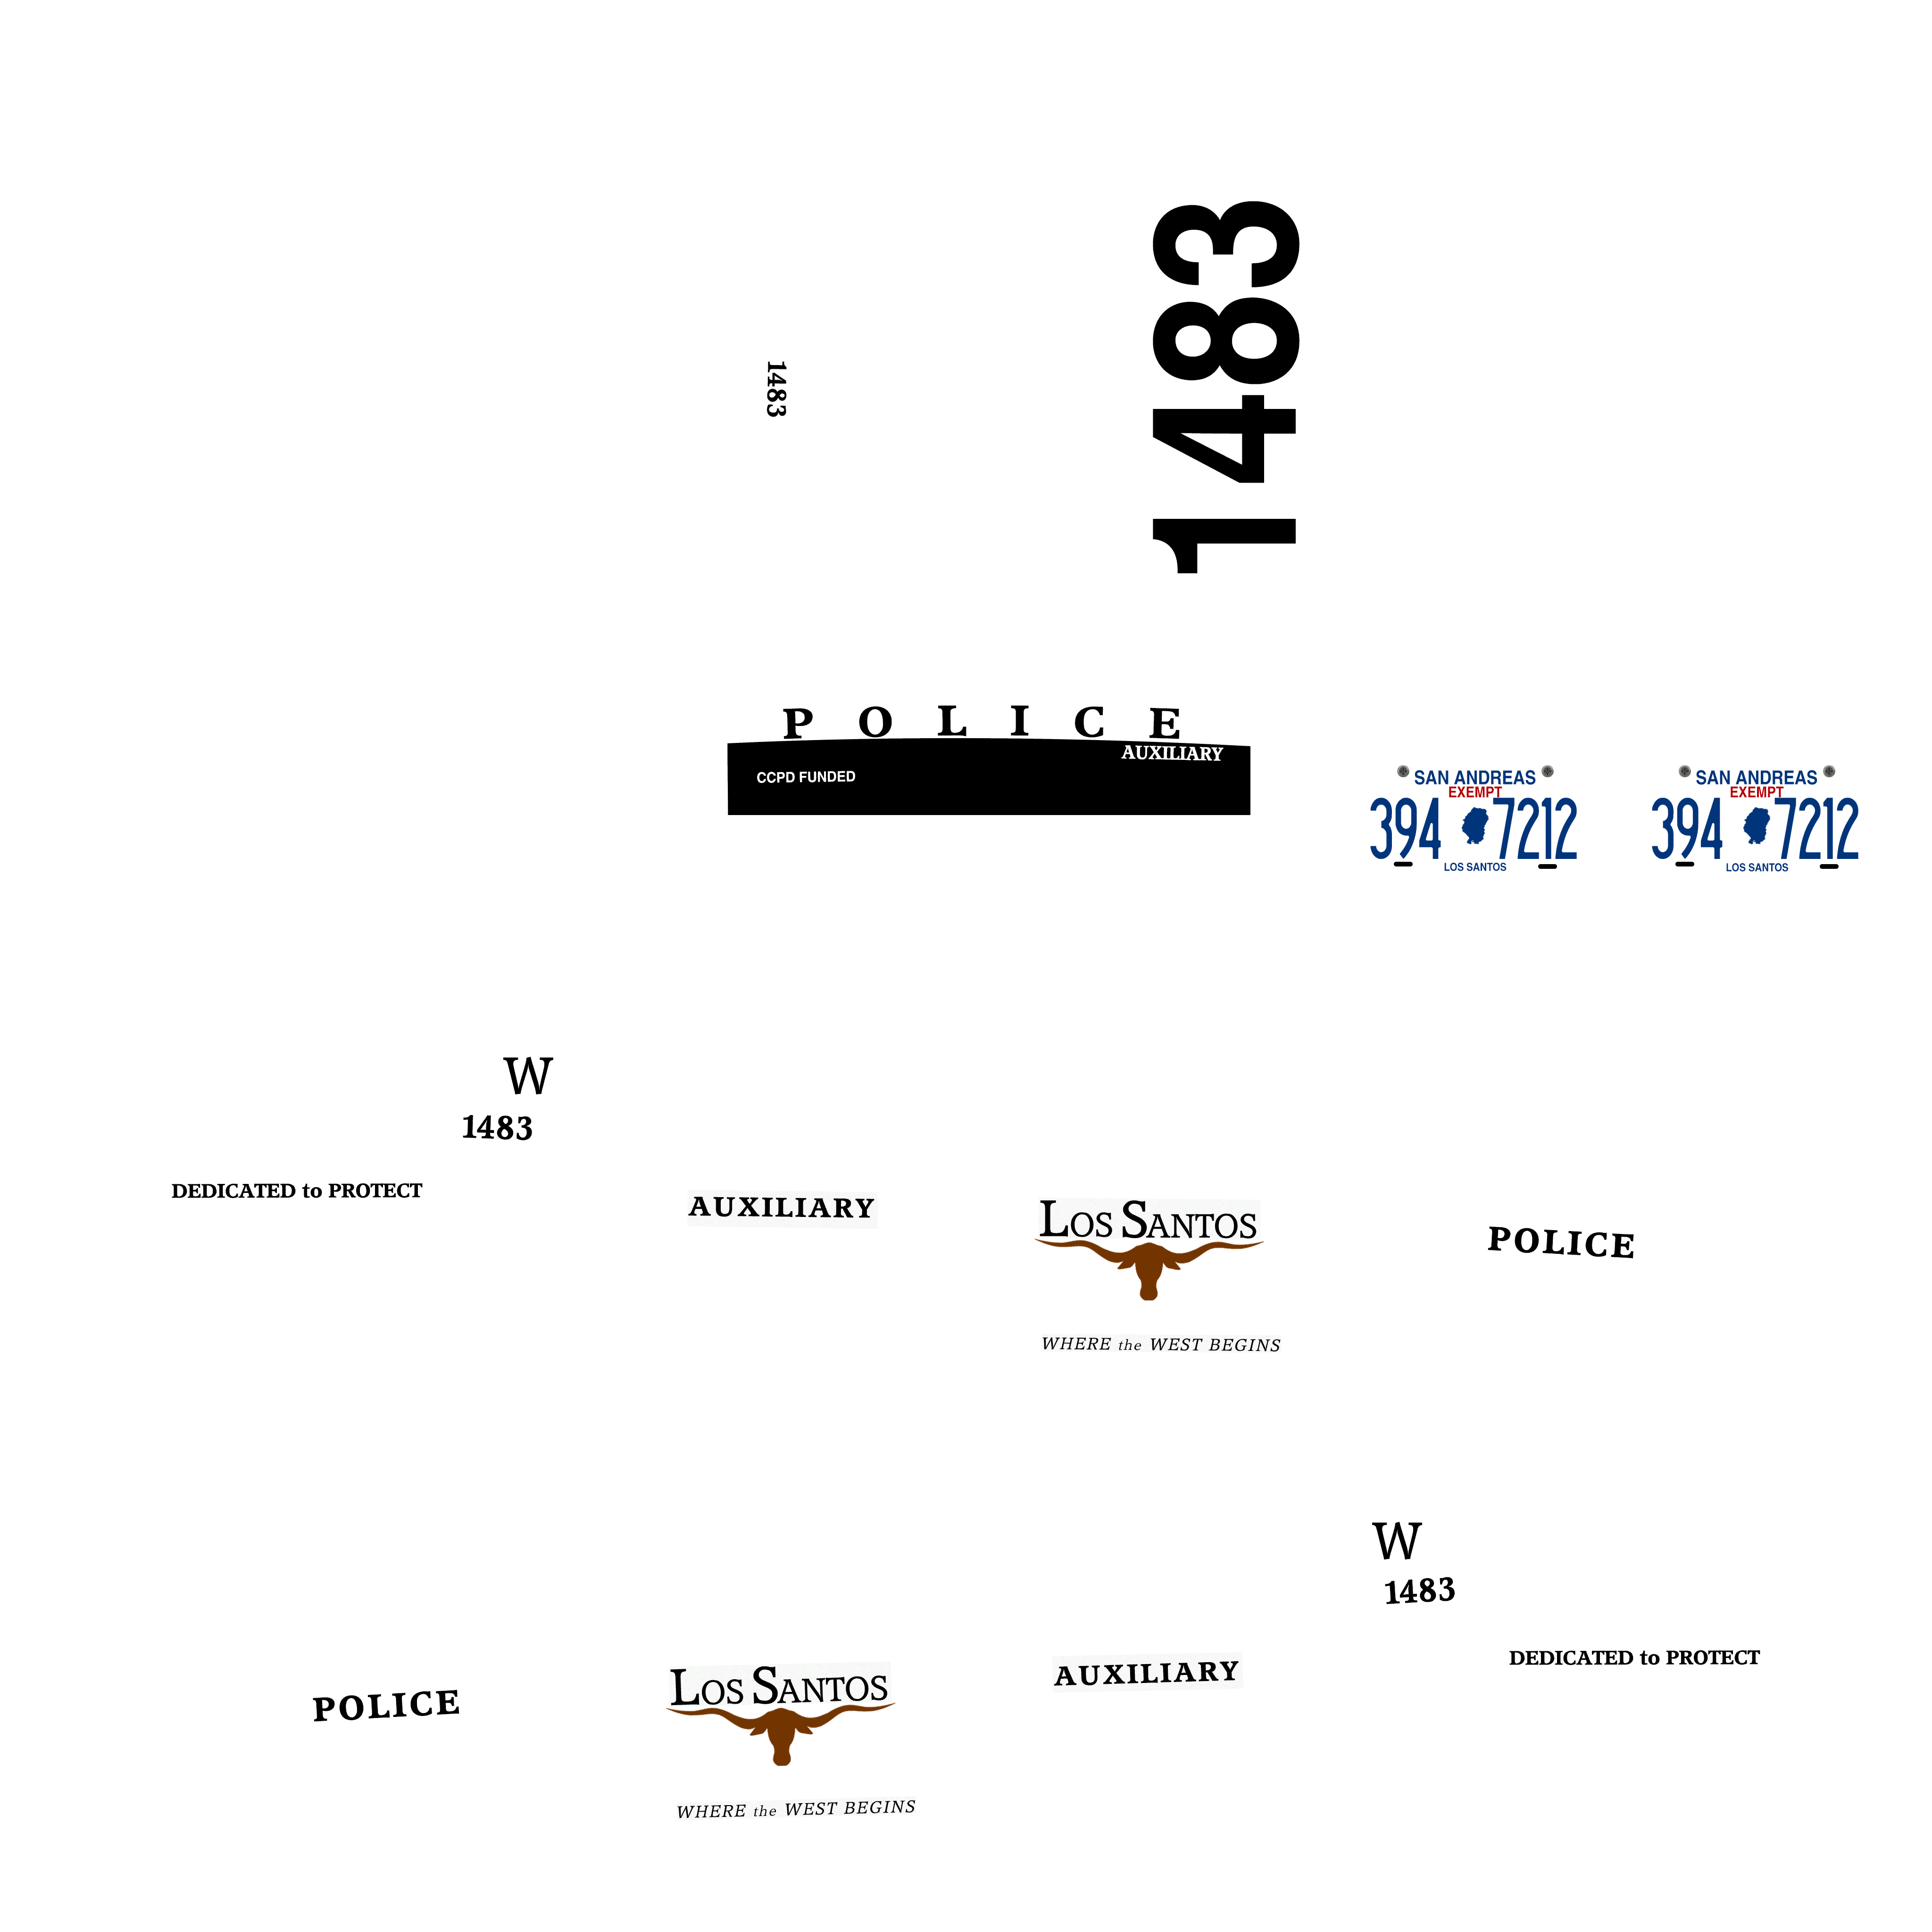 1483
1483
P O L I C E
AUXILIARY
CCPD FUNDED
SAN ANDREAS
EXEMPT
394 7212
LOS SANTOS
SAN ANDREAS
EXEMPT
394 7212
LOS SANTOS
W
1483
DEDICATED to PROTECT
AUXILIARY
LOS SANTOS
POLICE
WHERE the WEST BEGINS
W
1483
DEDICATED to PROTECT
AUXILIARY
LOS SANTOS
POLICE
WHERE the WEST BEGINS